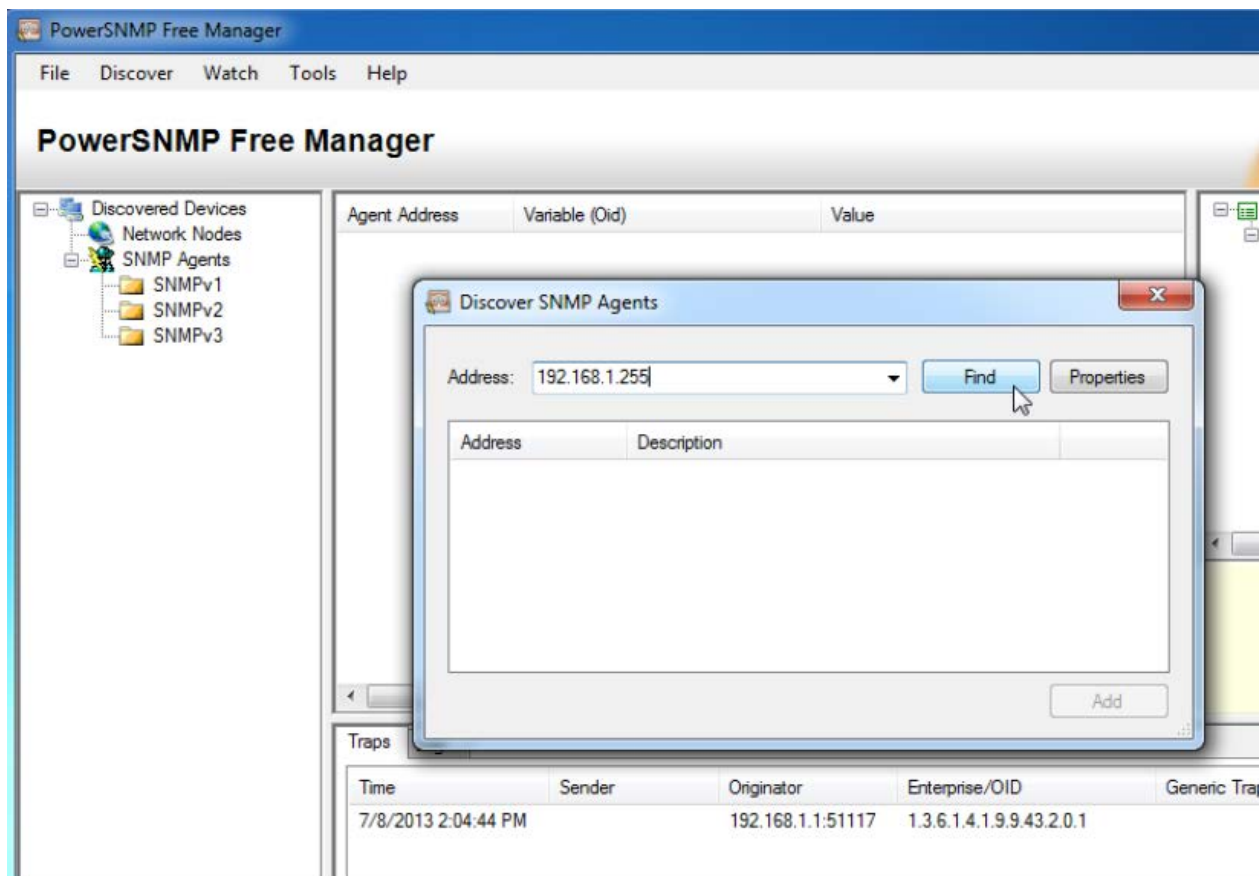 PowerSNMP Free Manager
File Discover Watch Tools Help
PowerSNMP Free Manager
Discovered Devices
Network Nodes
SNMP Agents
SNMPv1
SNMPv2
SNMPv3
Agent Address Variable (Oid) Value
Discover SNMP Agents
Address: 192.168.1.255 Find Properties
Address Description
Add
Traps
Time Sender Originator Enterprise/OID Generic Trap
7/8/2013 2:04:44 PM 192.168.1.1:51117 1.3.6.1.4.1.9.9.43.2.0.1